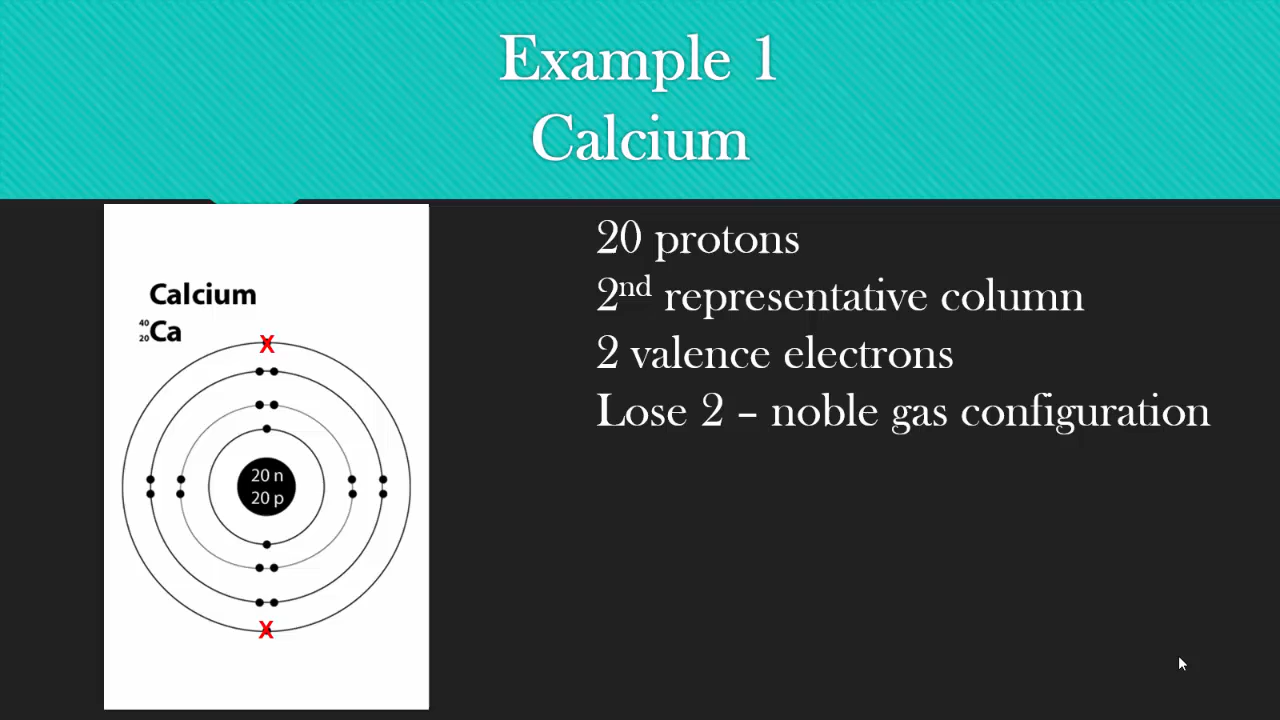 Example 1
Calcium
20 protons
2nd representative column
2 valence electrons
Lose 2 – noble gas configuration
Calcium
40
20 Ca
X
20 n
20 p
X